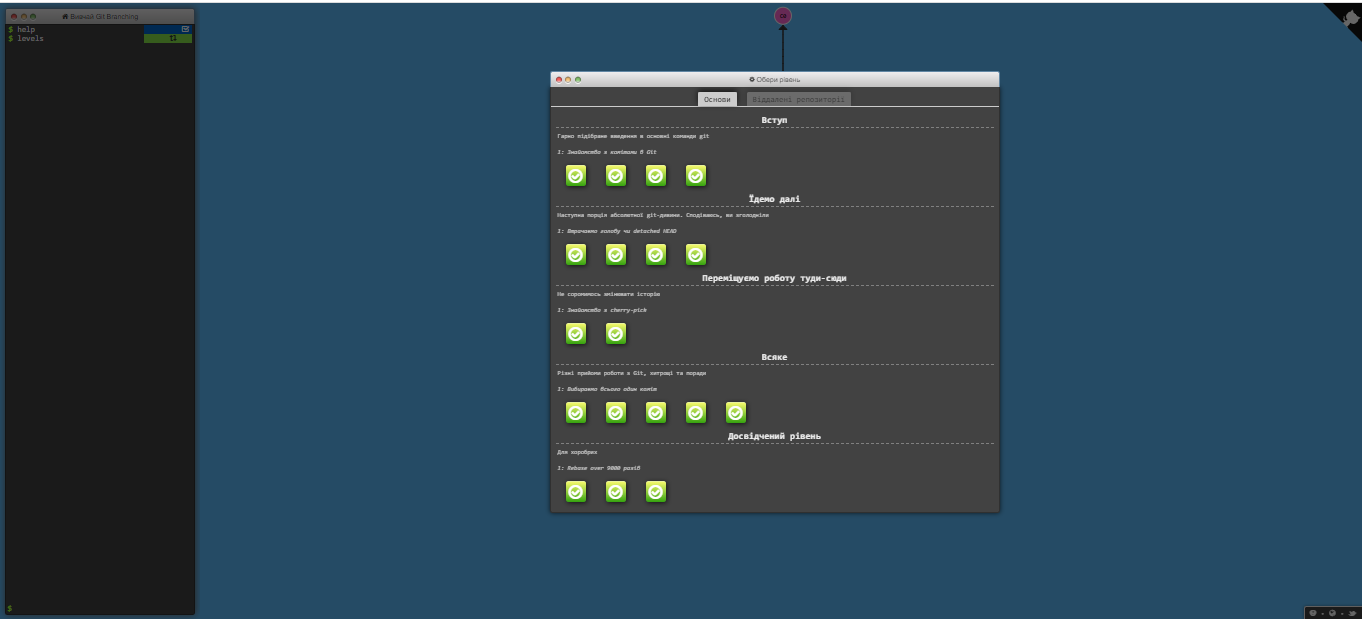 Вивчай Git Branching
$ help
$ levels
$
C0
Обери рівень
Основи
Віддалені репозиторії
Вступ
Гарно підібране введення в основні команди git
1: Знайомство з комітами в Git
Їдемо далі
Наступна порція абсолютної git-дивини. Сподіваюсь, ви зголодніли
1: Втрачаємо голову чи detached HEAD
Переміщуємо роботу туди-сюди
Не соромимось змінювати історію
1: Знайомство з cherry-pick
Всяке
Різні прийоми роботи з Git, хитрощі та поради
1: Вибираємо всього один коміт
Досвідчений рівень
Для хоробрих
1: Rebase over 9000 разів